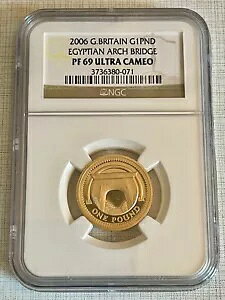 2006 G.BRITAIN G1PND
EGYPTIAN ARCH BRIDGE
PF 69 ULTRA CAMEO
3736380-071
NGC
ONE POUND